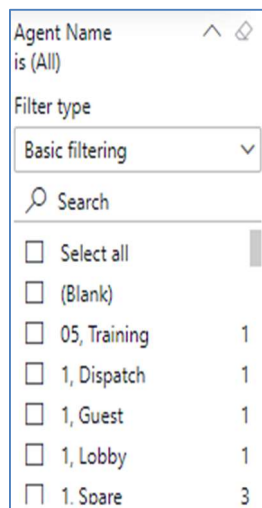 Agent Name
is (All)
Filter type
Basic filtering
Search
Select all
(Blank)
05, Training 1
1, Dispatch 1
1, Guest 1
1, Lobby 1
1, Spare 3